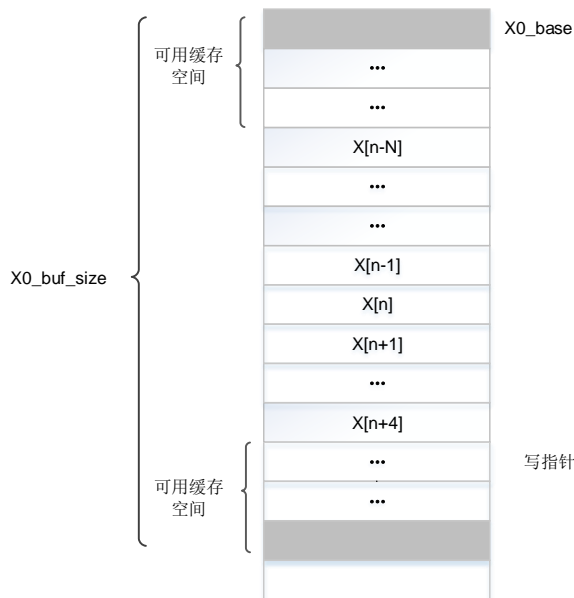 X0_base
可用缓存
空间
...
...
X[n-N]
...
...
X[n-1]
X0_buf_size
X[n]
X[n+1]
...
X[n+4]
...
写指针
可用缓存
空间
...